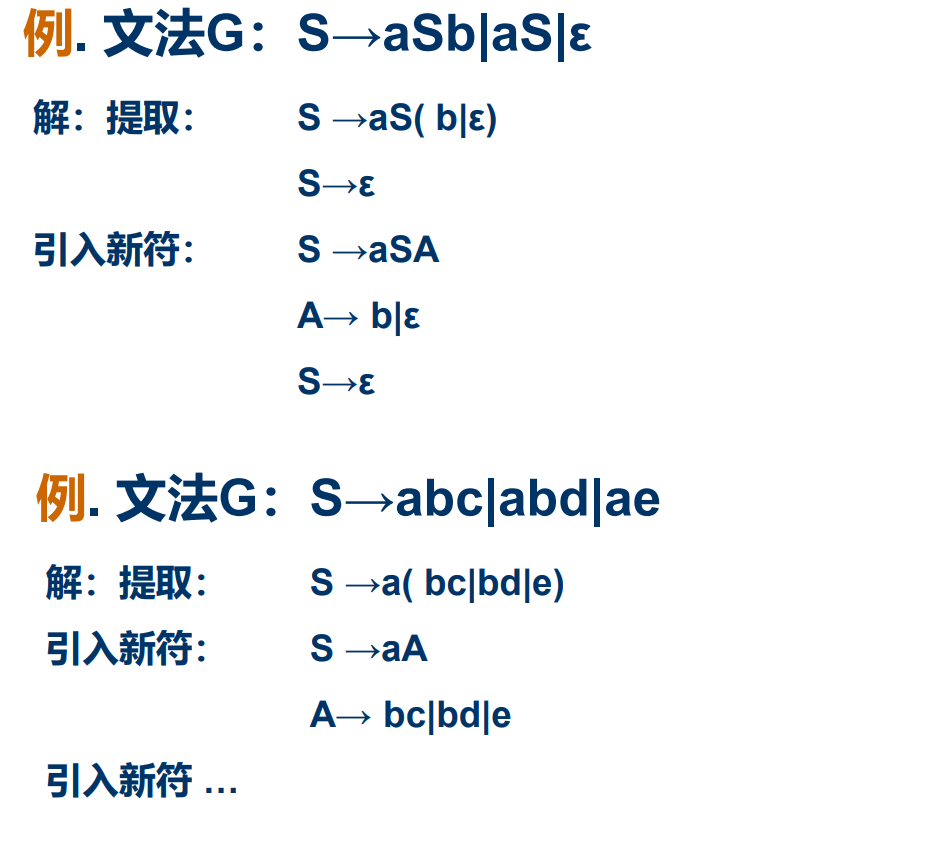 例. 文法G：S→aSb|aS|ε
解：提取： S →aS( b|ε)
S→ε
引入新符： S →aSA
A→ b|ε
S→ε
例. 文法G：S→abc|abd|ae
解：提取： S →a( bc|bd|e)
引入新符： S →aA
A→ bc|bd|e
引入新符 …